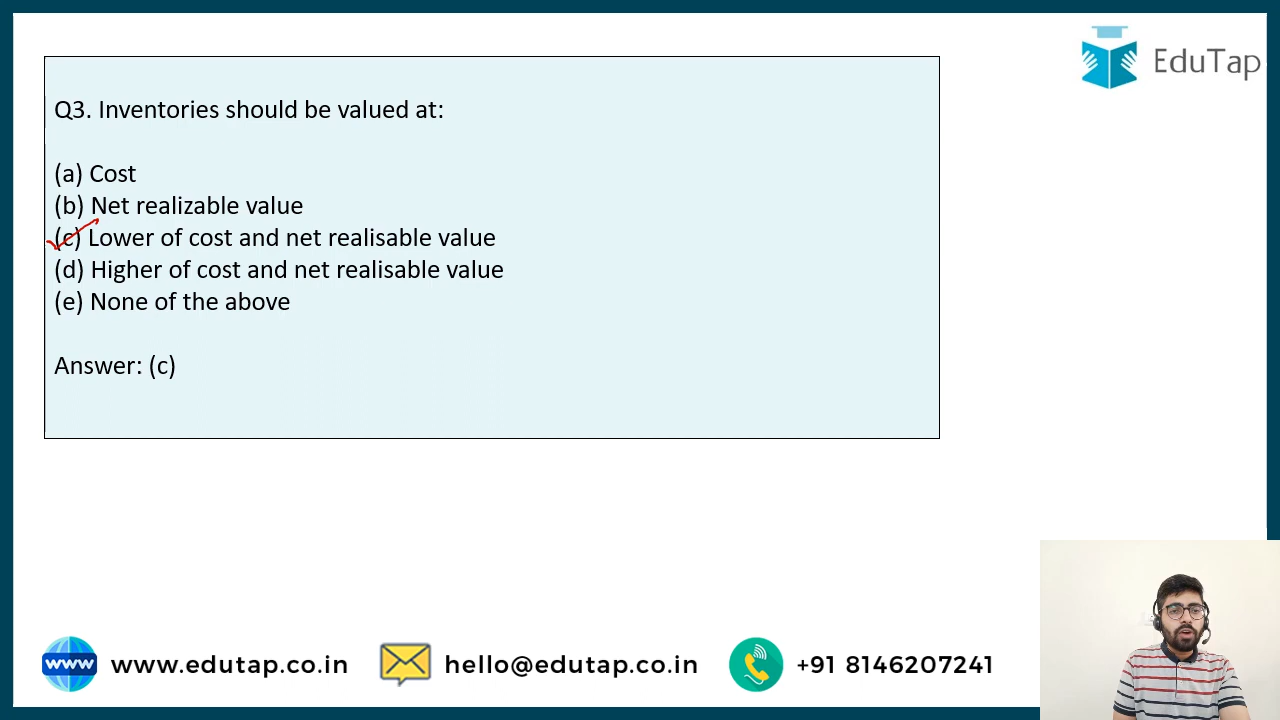 EduTap
Q3. Inventories should be valued at:
(a) Cost
(b) Net realizable value
(c) Lower of cost and net realisable value
(d) Higher of cost and net realisable value
(e) None of the above
Answer: (c)
www www.edutap.co.in hello@edutap.co.in +91 8146207241